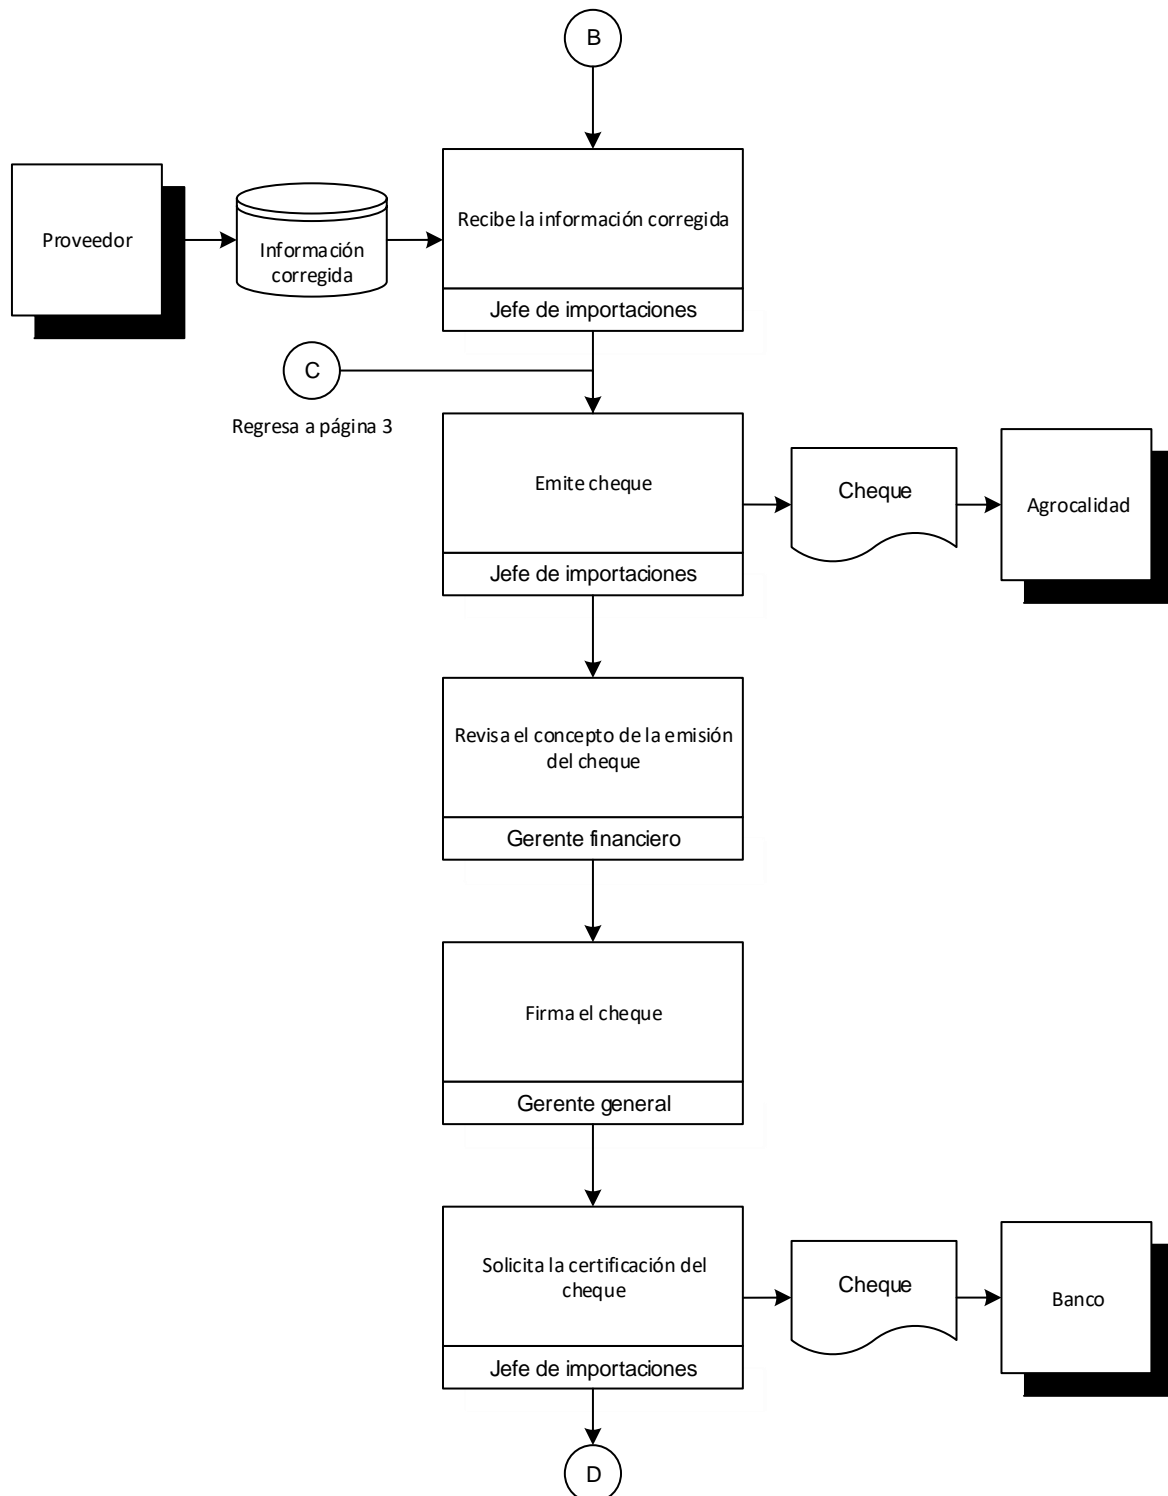 B
Proveedor
Información
corregida
Recibe la información corregida
Jefe de importaciones
C
Regresa a página 3
Emite cheque
Jefe de importaciones
Cheque
Agrocalidad
Revisa el concepto de la emisión
del cheque
Gerente financiero
Firma el cheque
Gerente general
Solicita la certificación del
cheque
Jefe de importaciones
Cheque
Banco
D